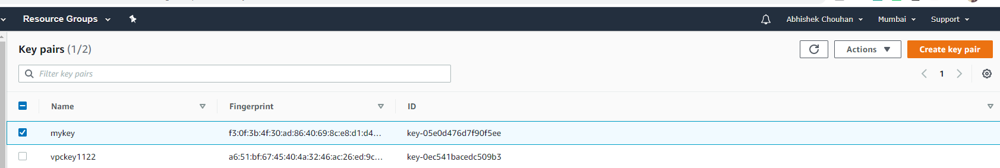 Resource Groups Abhishek Chouhan Mumbai Support
Key pairs (1/2) Actions Create key pair
Filter key pairs 1
Name Fingerprint ID
mykey f3:0f:3b:4f:30:ad:86:40:69:8c:e8:d1:d4... key-05e0d476d7f90f5ee
vpckey1122 a6:51:bf:67:45:40:4a:32:46:ac:26:ed:9c... key-0ec541bacedc509b3